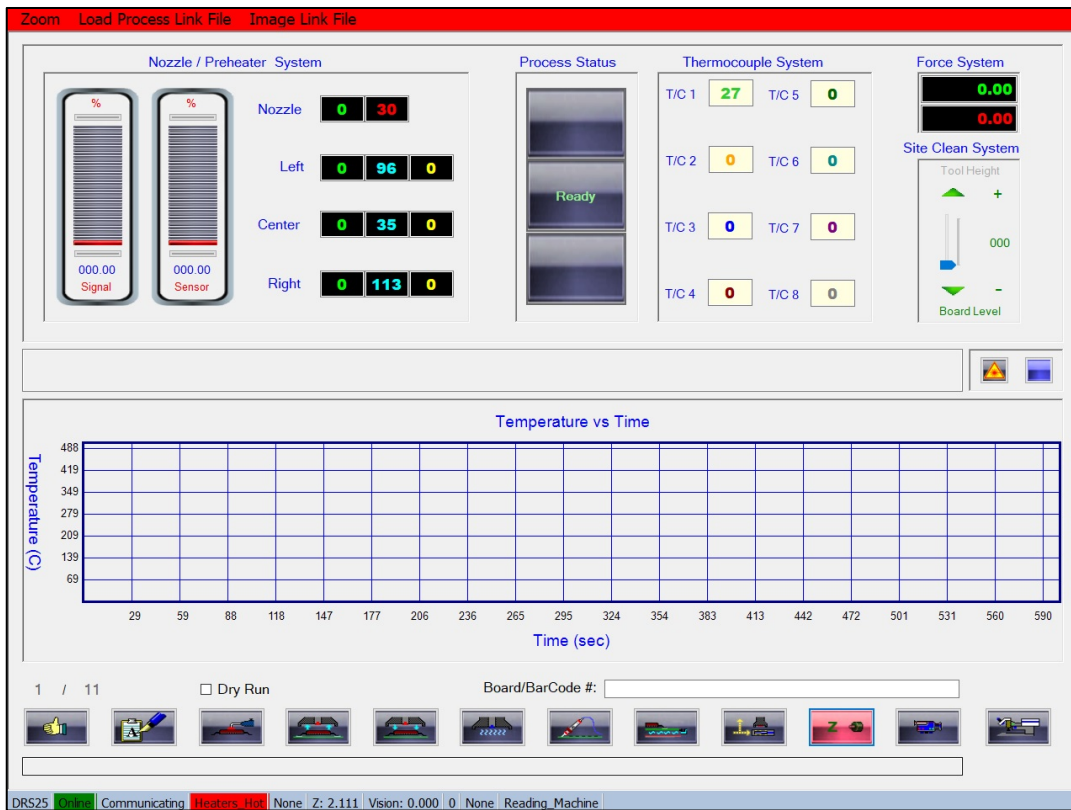 Zoom Load Process Link File Image Link File
Nozzle / Preheater System
Process Status
Thermocouple System
Force System
%
%
Nozzle 0 30
Left 0 96 0
Center 0 35 0
Right 0 113 0
000.00
Signal
000.00
Sensor
Ready
T/C 1 27 T/C 5 0
T/C 2 0 T/C 6 0
T/C 3 0 T/C 7 0
T/C 4 0 T/C 8 0
0.00
0.00
Site Clean System
Tool Height
+
000
-
Board Level
Temperature vs Time
Temperature (C)
488
419
349
279
209
139
69
29 59 88 118 147 177 206 236 265 295 324 354 383 413 442 472 501 531 560 590
Time (sec)
1 / 11
Dry Run
Board/BarCode #:
A
Z
DRS25 Online Communicating Heaters_Hot None Z: 2.111 Vision: 0.000 0 None Reading_Machine